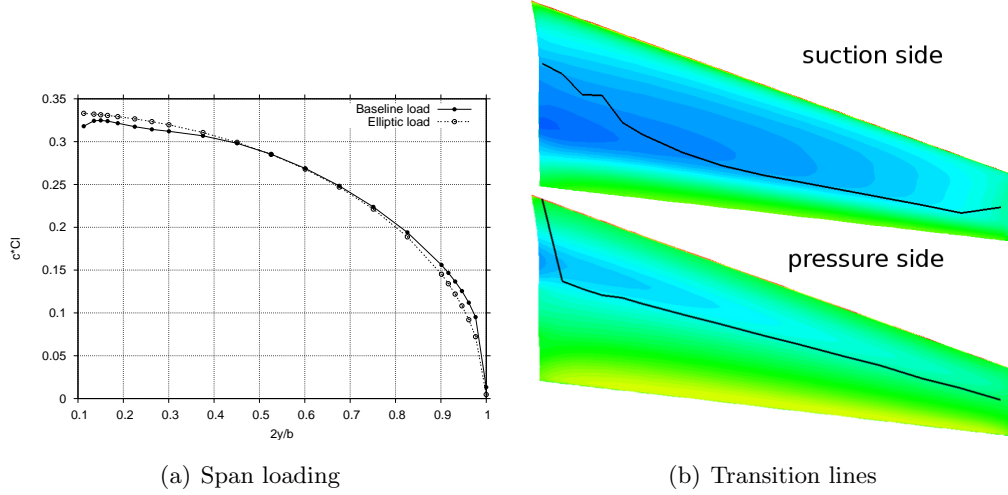 suction side
0.35
0.3
0.25
0.2
0.15
0.1
0.05
0
c*Cl
Baseline load
Elliptic load
0.1 0.2 0.3 0.4 0.5 0.6 0.7 0.8 0.9 1
2y/b
pressure side
(a) Span loading
(b) Transition lines